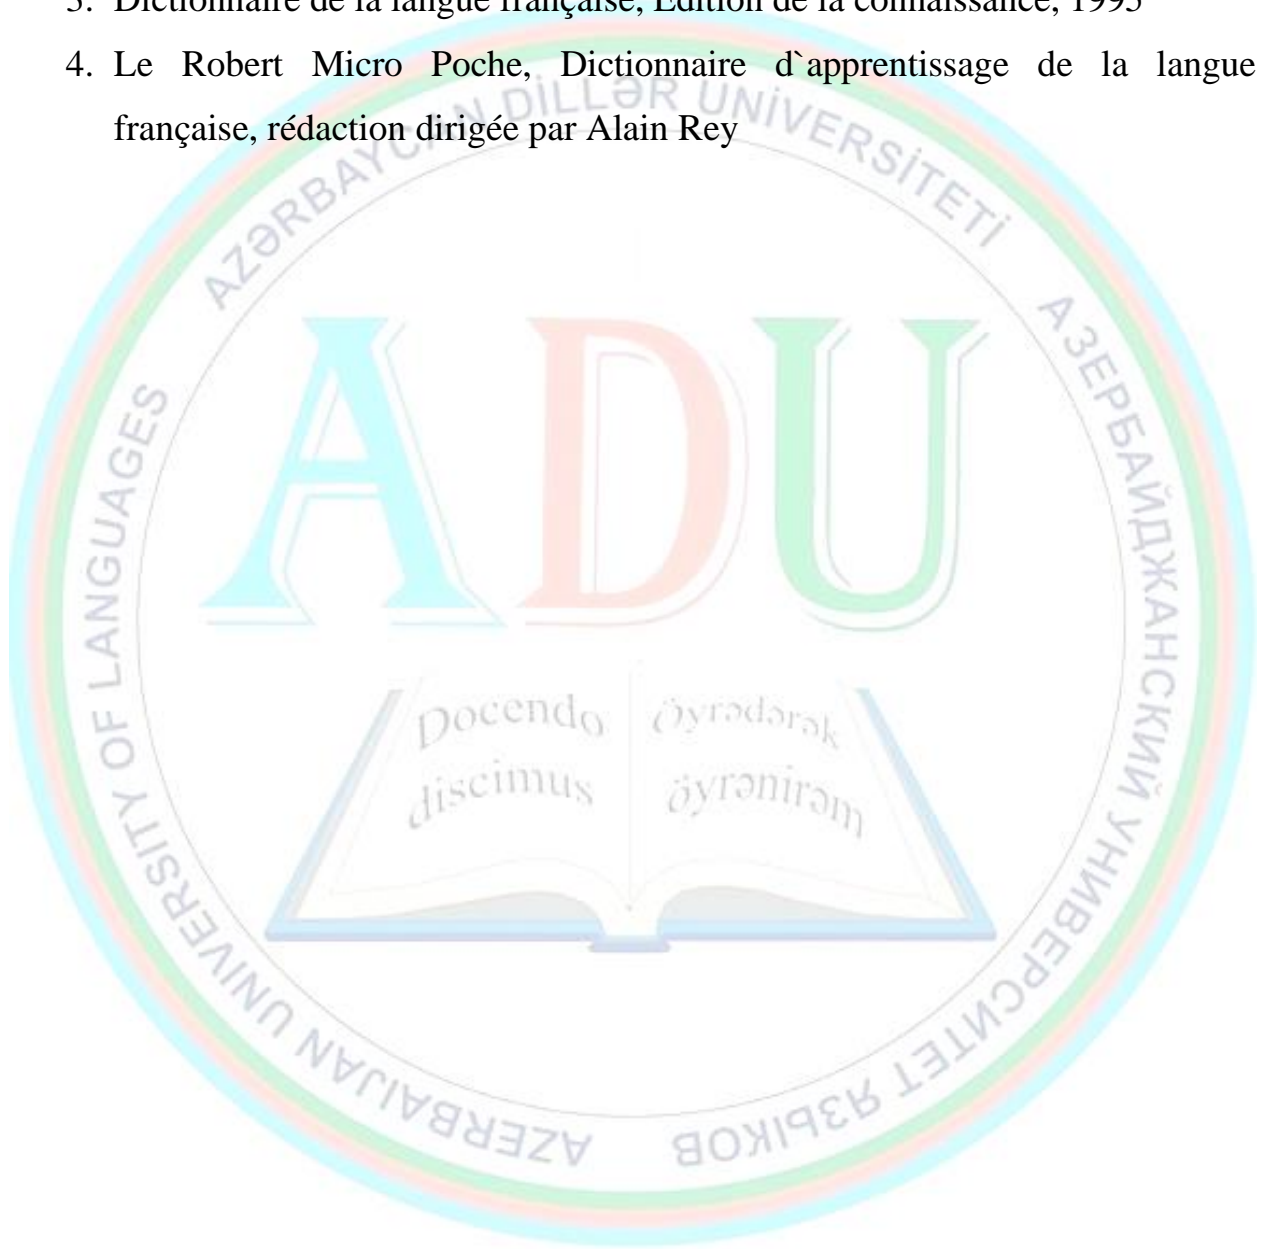 3. Dictionnaire de la langue française, Edition de la connaissance, 1995
4. Le Robert Micro Poche, Dictionnaire d`apprentissage de la langue
française, rédaction dirigée par Alain Rey
AZƏRBAYCAN DİLLƏR UNİVERSİTETİ
АЗЕРБАЙДЖАНСКИЙ УНИВЕРСИТЕТ ЯЗЫКОВ
AZERBAIJAN UNIVERSITY OF LANGUAGES
ADU
Docendo
discimus
Öyrədərək
öyrənirəm